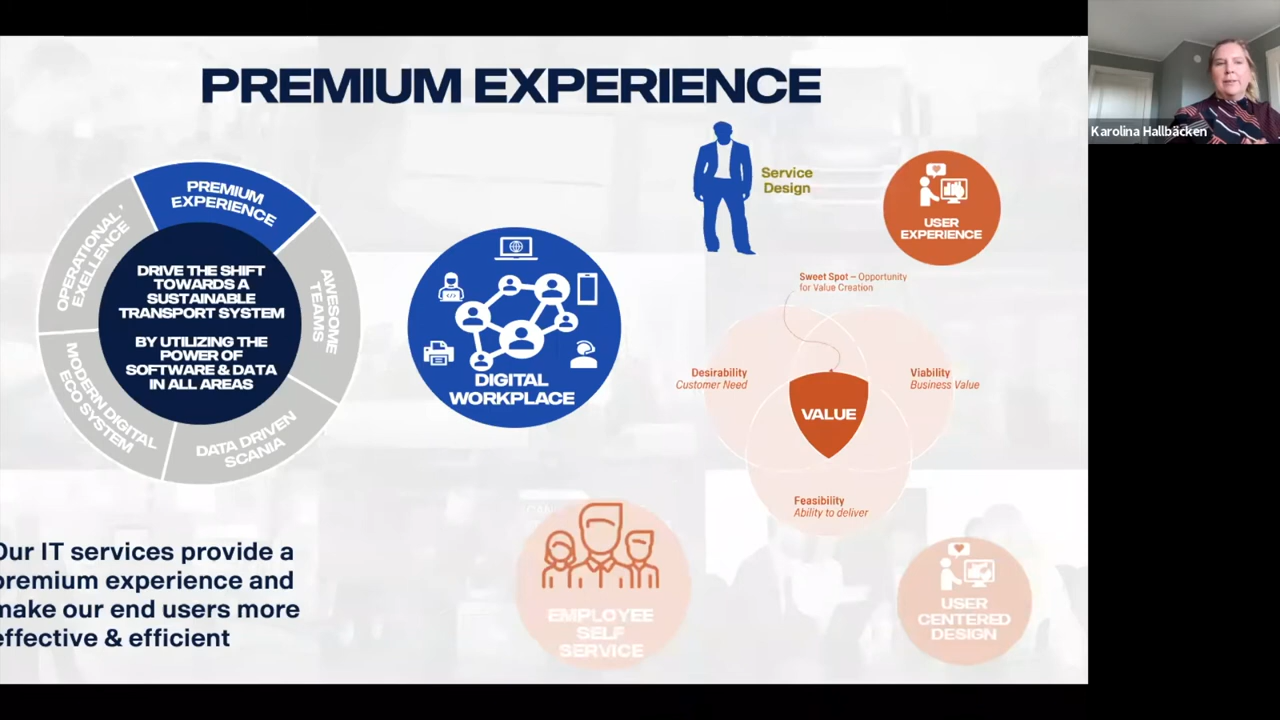 PREMIUM EXPERIENCE
Karolina Hallbäcken
PREMIUM
EXPERIENCE
OPERATIONAL '
EXELLENCE
AWESOME
TEAMS
MODERN DIGITAL
ECO SYSTEM
DATA DRIVEN
SCANIA
DRIVE THE SHIFT
TOWARDS A
SUSTAINABLE
TRANSPORT SYSTEM
BY UTILIZING THE
POWER OF
SOFTWARE & DATA
IN ALL AREAS
DIGITAL
WORKPLACE
Service
Design
USER
EXPERIENCE
Sweet Spot – Opportunity
for Value Creation
Desirability
Customer Need
Viability
Business Value
VALUE
Feasibility
Ability to deliver
Our IT services provide a
premium experience and
make our end users more
effective & efficient
EMPLOYEE
SELF
SERVICE
USER
CENTERED
DESIGN